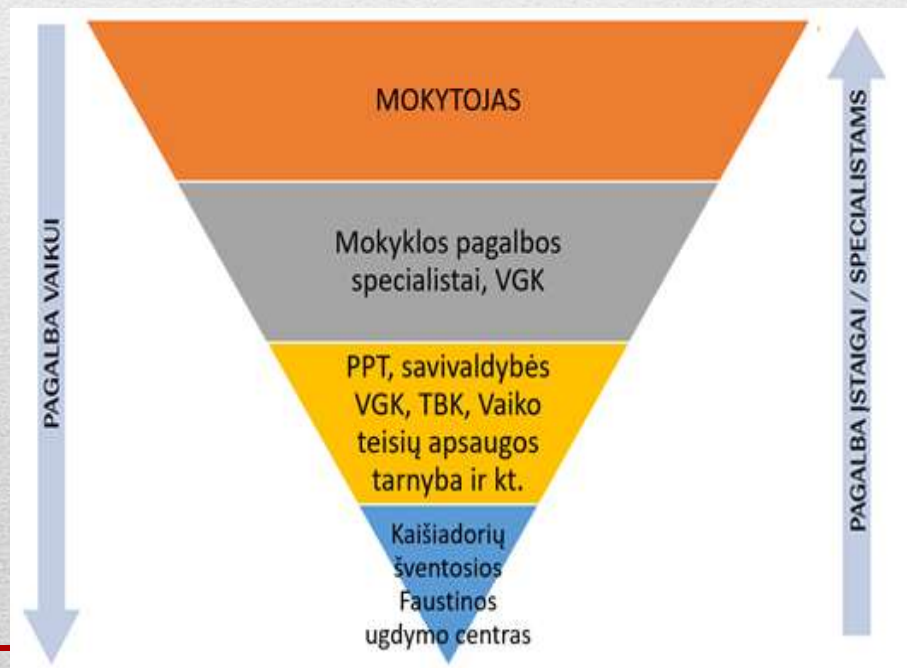 MOKYTOJAS
Mokyklos pagalbos
specialistai, VGK
PPT, savivaldybės
VGK, TBK, Vaiko
teisių apsaugos
tarnyba ir kt.
Kaišiadorių
šventosios
Faustinos
ugdymo centras
PAGALBA VAIKUI
PAGALBA ĮSTAIGAI / SPECIALISTAMS